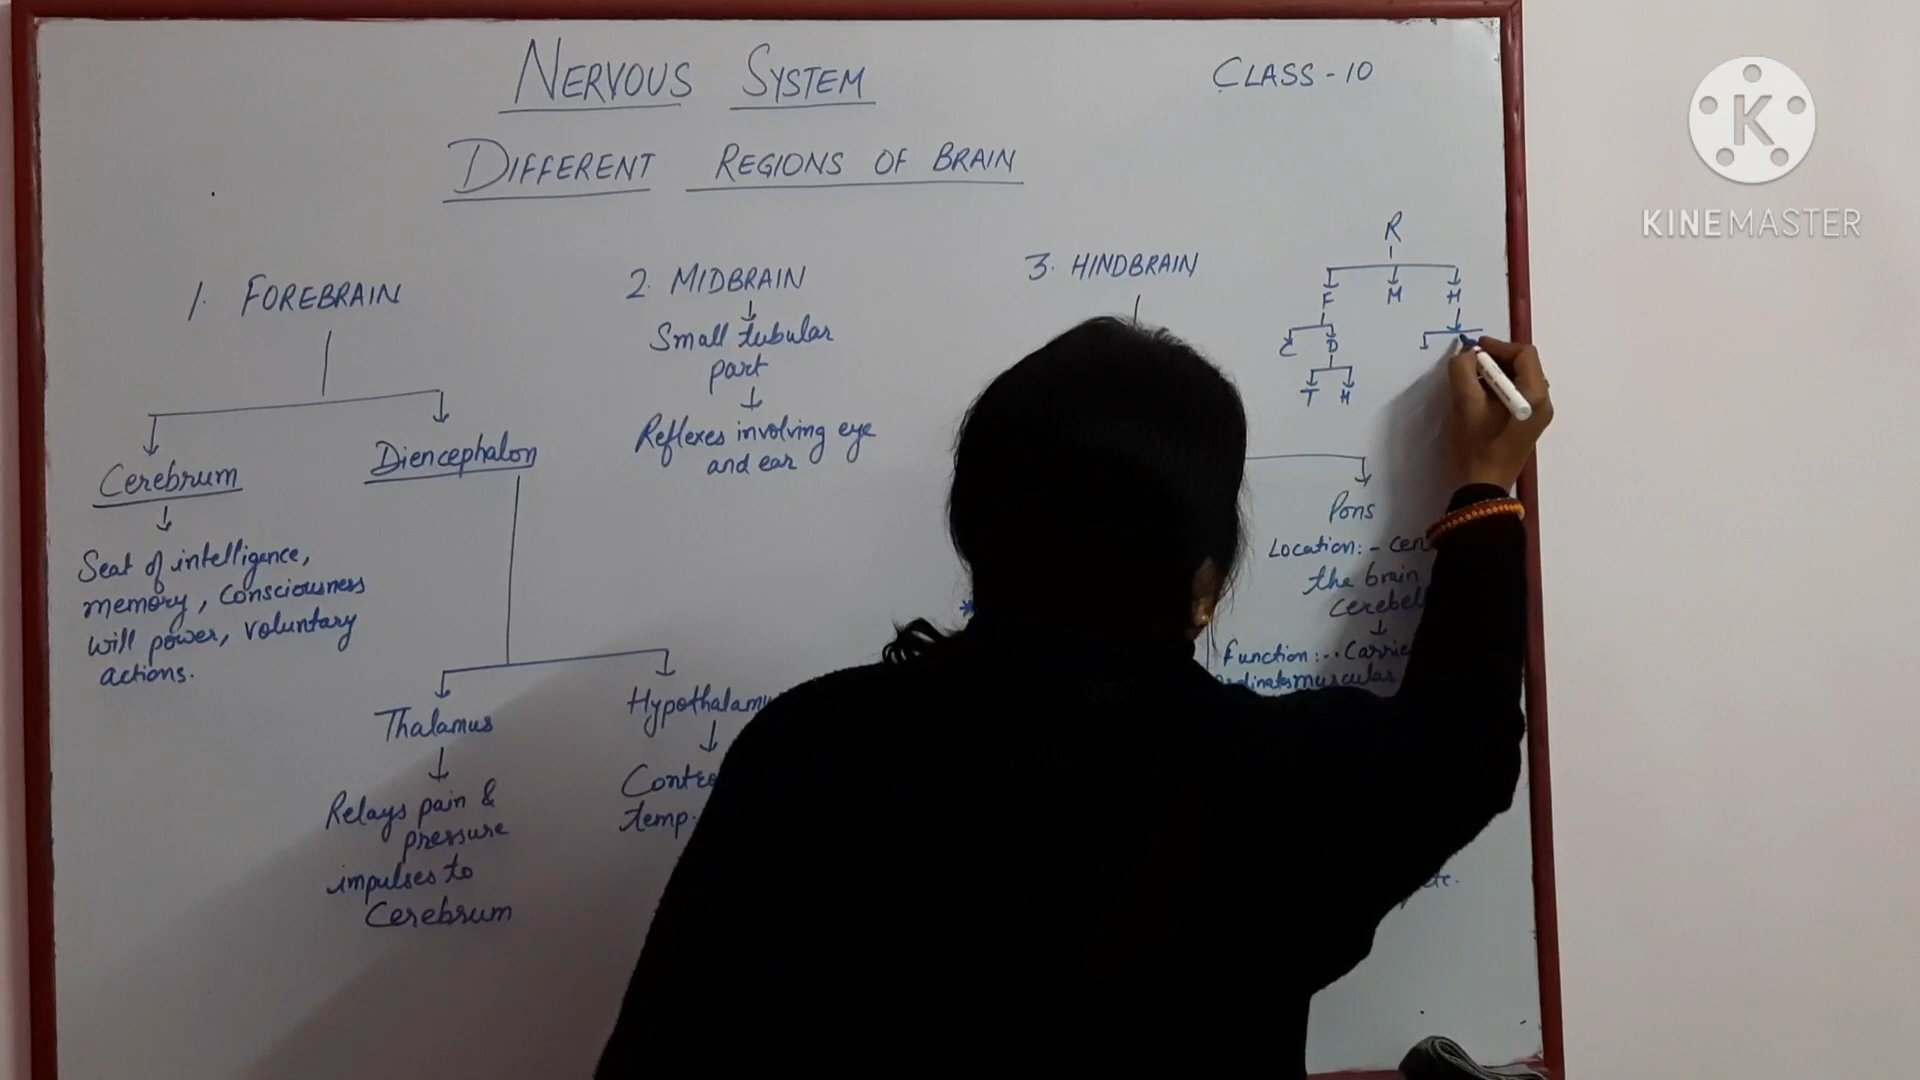 NERVOUS SYSTEM
CLASS - 10
DIFFERENT REGIONS OF BRAIN
1. FOREBRAIN
Cerebrum
Seat of intelligence,
memory, Consciousness
Will power, voluntary
actions.
Diencephalon
Thalamus
Relays pain &
pressure
impulses to
Cerebrum
temp.
2. MIDBRAIN
Small tubular
part
Reflexes involving eye
and ear
3. HINDBRAIN
Pons
Location: -
the brain
Function: -
muscular
etc.
R
F M H
C D
T H
K
KINEMASTER